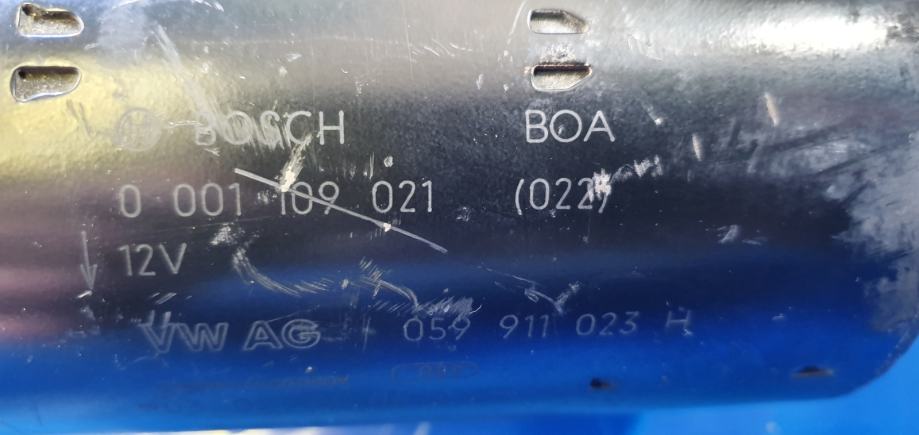 BOSCH BOA
0 001 109 021 (022)
12V
VW AG 059 911 023 H